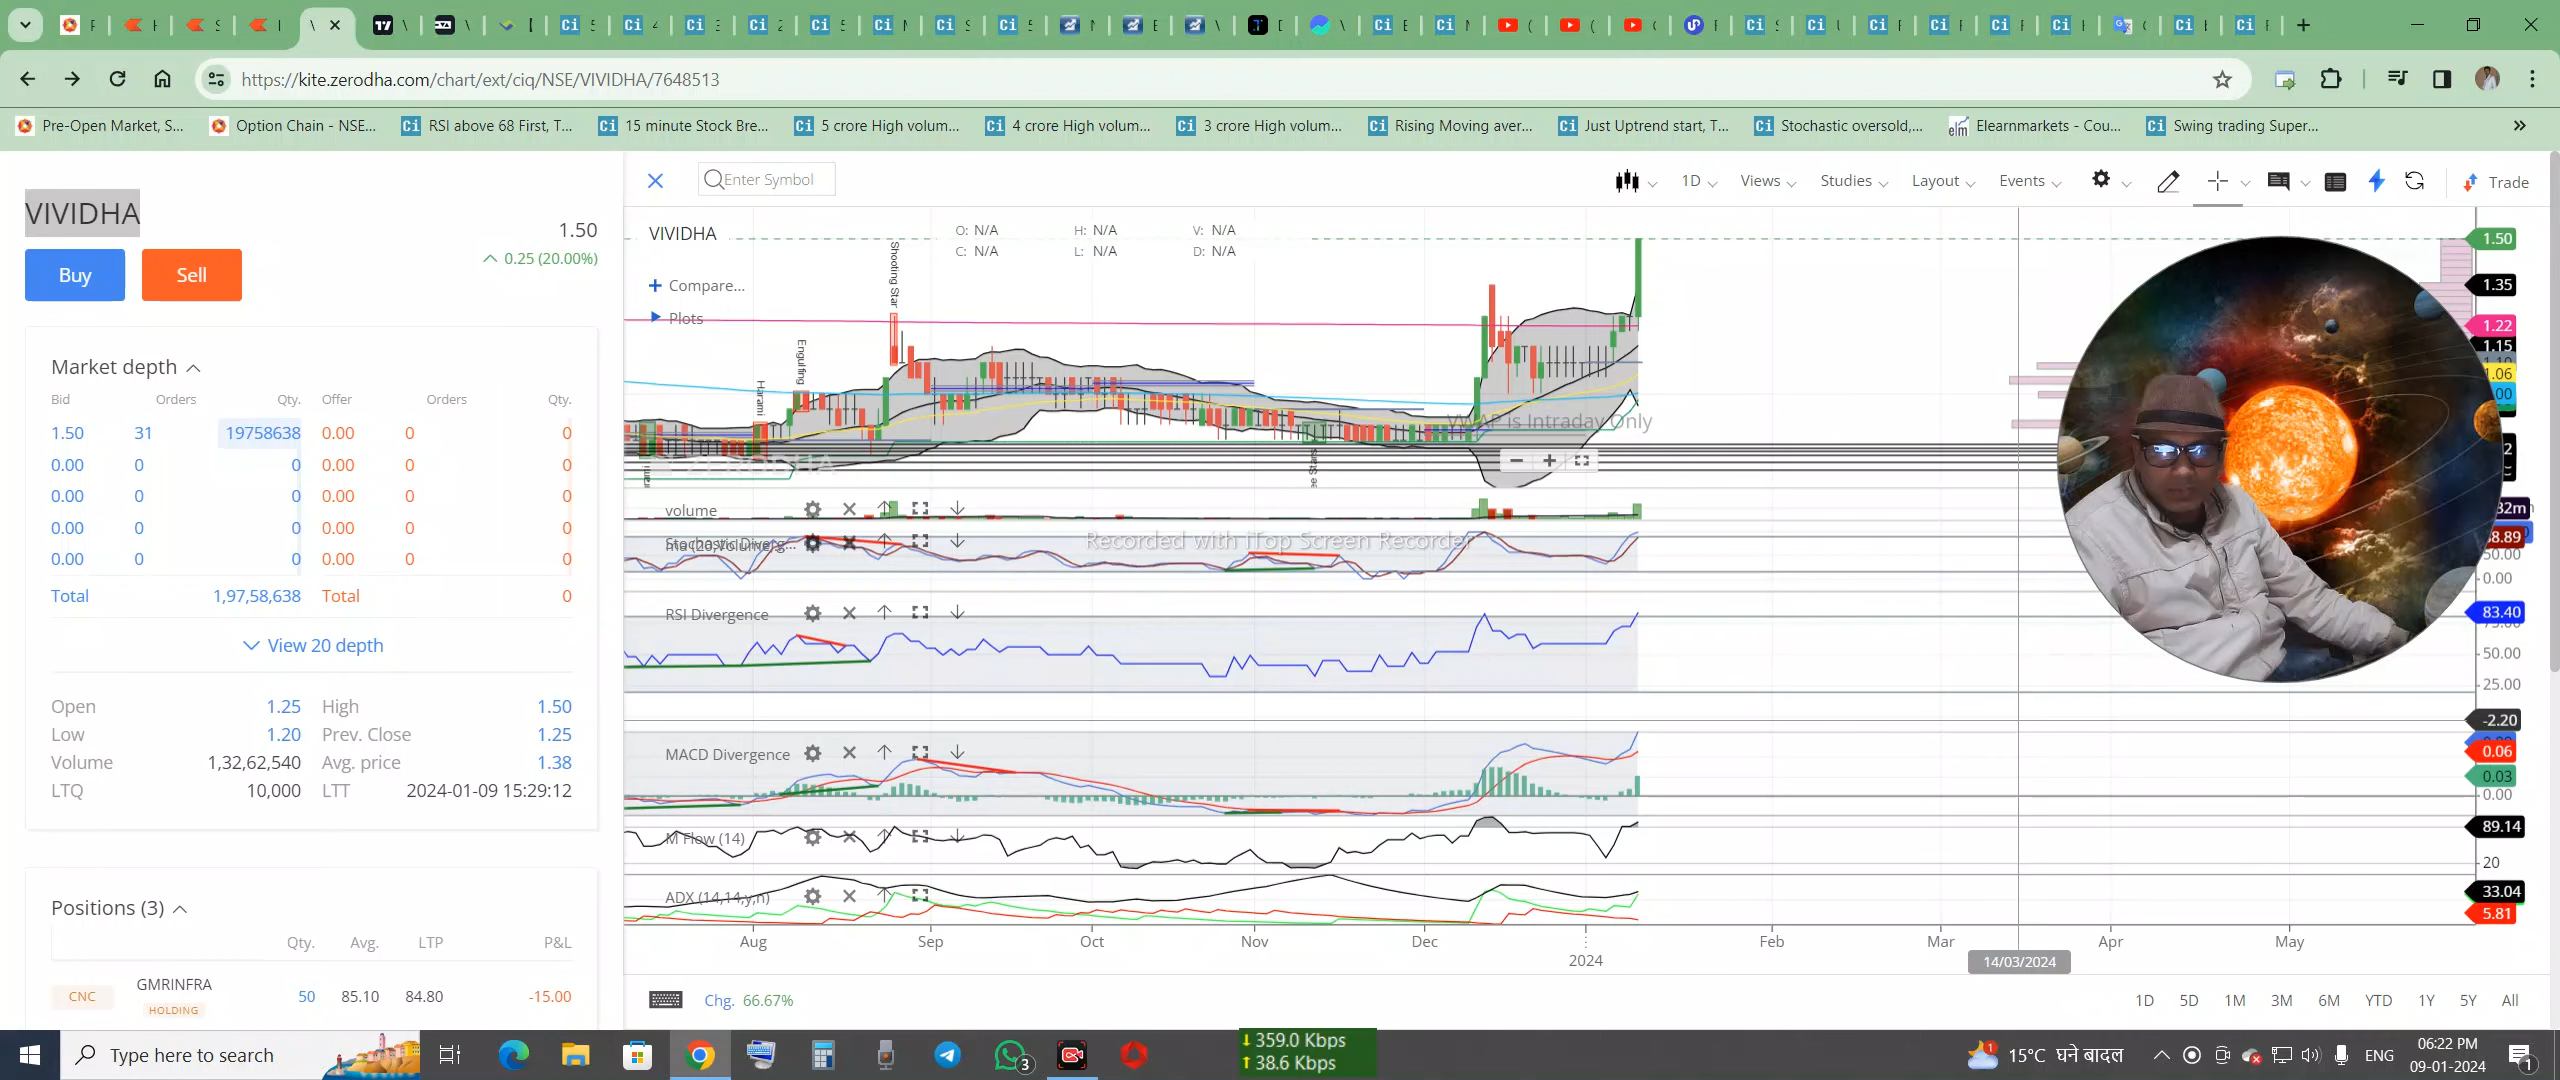 https://kite.zerodha.com/chart/ext/ciq/NSE/VIVIDHA/7648513
Pre-Open Market, S...
Option Chain - NSE...
RSI above 68 First, T...
15 minute Stock Bre...
5 crore High volum...
4 crore High volum...
3 crore High volum...
Rising Moving aver...
Just Uptrend start, T...
Stochastic oversold,...
Elearnmarkets - Cou...
Swing trading Super...
VIVIDHA
1.50
0.25 (20.00%)
Buy
Sell
Market depth
Bid Orders Qty. Offer Orders Qty.
1.50 31 19758638 0.00 0 0
0.00 0 0 0.00 0 0
0.00 0 0 0.00 0 0
0.00 0 0 0.00 0 0
0.00 0 0 0.00 0 0
Total 1,97,58,638 Total 0
View 20 depth
Open 1.25 High 1.50
Low 1.20 Prev. Close 1.25
Volume 1,32,62,540 Avg. price 1.38
LTQ 10,000 LTT 2024-01-09 15:29:12
Positions (3)
Qty. Avg. LTP P&L
CNC GMRINFRA 50 85.10 84.80 -15.00
HOLDING
Enter Symbol
1D Views Studies Layout Events Trade
VIVIDHA
O: N/A H: N/A V: N/A
C: N/A L: N/A D: N/A
Compare...
Plots
Shooting Star
Engulfing
Harami
VWAP is Intraday Only
1.50
1.35
1.22
1.15
1.06
volume
Recorded with iTop Screen Recorder
50.00
0.00
RSI Divergence
83.40
50.00
25.00
-2.20
MACD Divergence
0.06
0.03
0.00
M Flow (14)
89.14
20
ADX (14,14,y,n)
33.04
5.81
Aug Sep Oct Nov Dec 2024 Feb Mar Apr May
14/03/2024
Chg. 66.67%
1D 5D 1M 3M 6M YTD 1Y 5Y All
Type here to search
3
359.0 Kbps
38.6 Kbps
1
15°C घने बादल
ENG
06:22 PM
09-01-2024
1